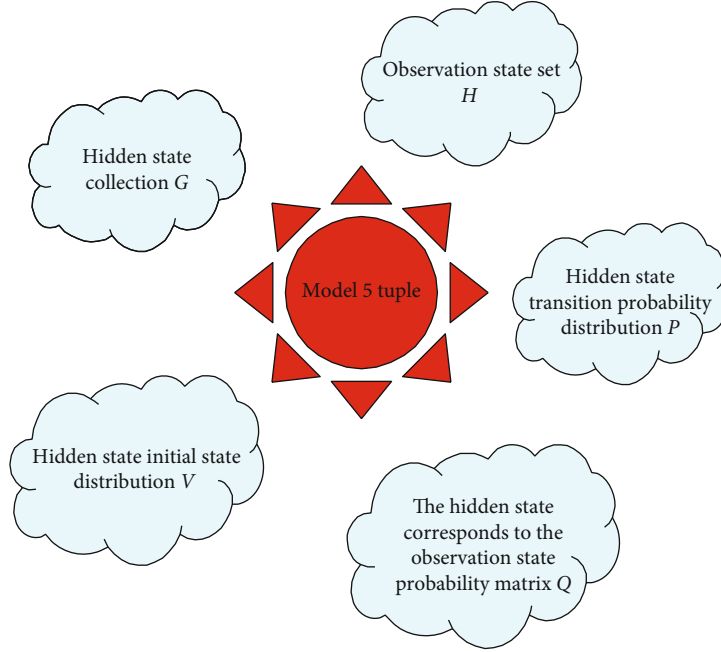 Observation state set
H
Hidden state
collection G
Model 5 tuple
Hidden state
transition probability
distribution P
Hidden state initial state
distribution V
The hidden state
corresponds to the
observation state
probability matrix Q